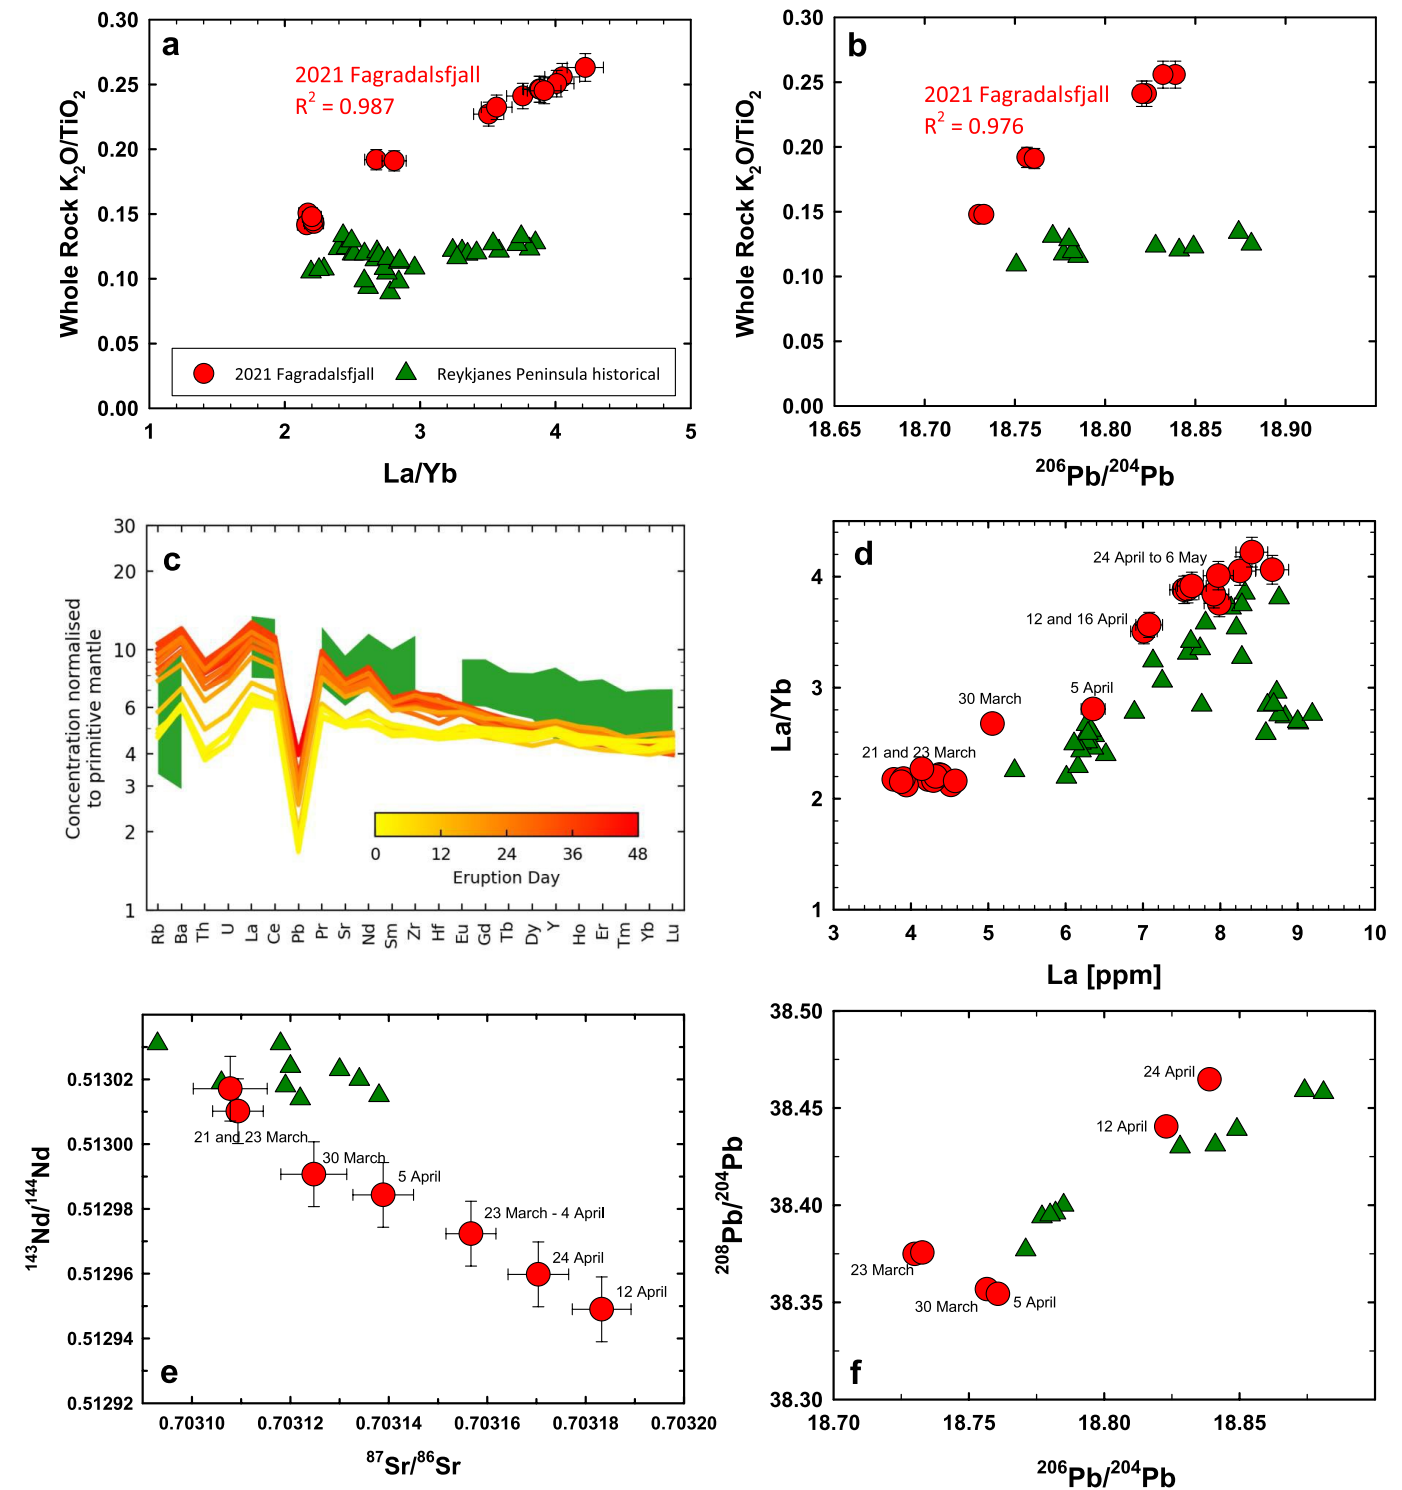 a
0.30
0.25
0.20
0.15
0.10
0.05
0.00
Whole Rock K2O/TiO2
2021 Fagradalsfjall
R2 = 0.987
2021 Fagradalsfjall
Reykjanes Peninsula historical
1 2 3 4 5
La/Yb
b
0.30
0.25
0.20
0.15
0.10
0.05
0.00
Whole Rock K2O/TiO2
2021 Fagradalsfjall
R2 = 0.976
18.65 18.70 18.75 18.80 18.85 18.90
206Pb/204Pb
c
30
20
10
6
4
3
2
1
Concentration normalised
to primitive mantle
0 12 24 36 48
Eruption Day
Rb Ba Th U La Ce Pb Pr Sr Nd Sm Zr Hf Eu Gd Tb Dy Y Ho Er Tm Yb Lu
d
4
3
2
1
La/Yb
24 April to 6 May
12 and 16 April
30 March
5 April
21 and 23 March
3 4 5 6 7 8 9 10
La [ppm]
0.51302
0.51300
0.51298
0.51296
0.51294
0.51292
143Nd/144Nd
21 and 23 March
30 March
5 April
23 March - 4 April
24 April
12 April
e
0.70310 0.70312 0.70314 0.70316 0.70318 0.70320
87Sr/86Sr
38.50
38.45
38.40
38.35
38.30
208Pb/204Pb
24 April
12 April
23 March
30 March
5 April
f
18.70 18.75 18.80 18.85
206Pb/204Pb